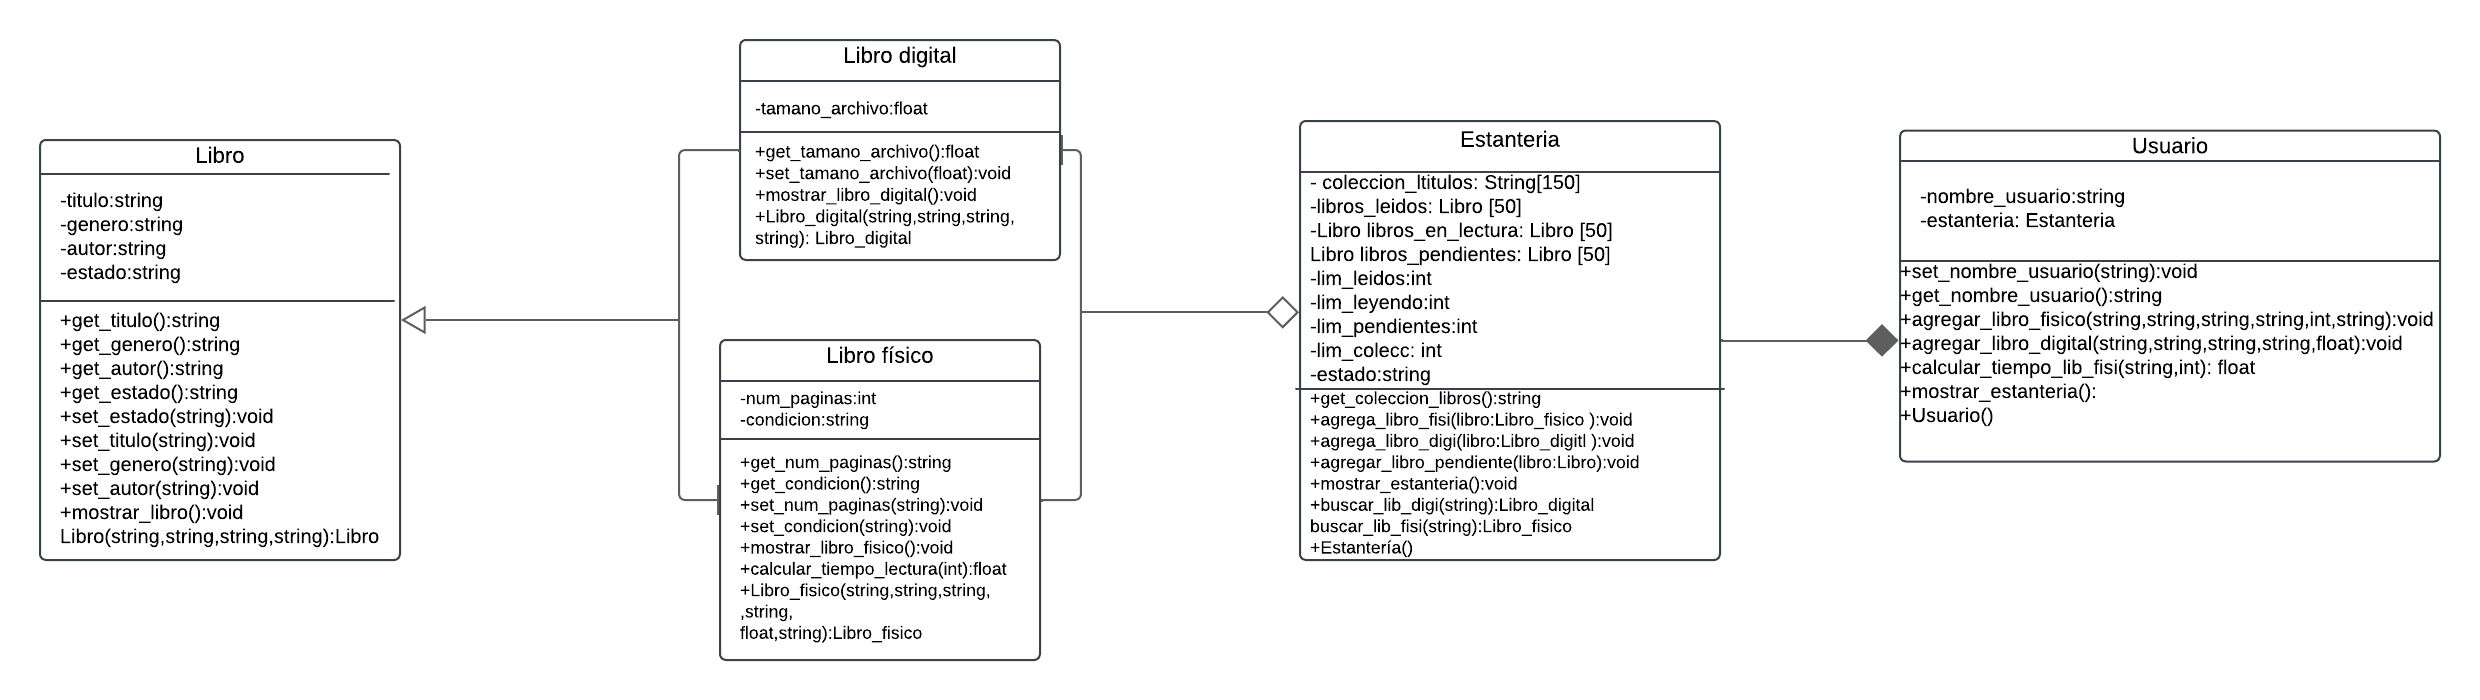 Libro
-titulo:string
-genero:string
-autor:string
-estado:string
+get_titulo():string
+get_genero():string
+get_autor():string
+get_estado():string
+set_estado(string):void
+set_titulo(string):void
+set_genero(string):void
+set_autor(string):void
+mostrar_libro():void
Libro(string,string,string,string):Libro
Libro digital
-tamano_archivo:float
+get_tamano_archivo():float
+set_tamano_archivo(float):void
+mostrar_libro_digital():void
+Libro_digital(string,string,string,
string): Libro_digital
Libro físico
-num_paginas:int
-condicion:string
+get_num_paginas():string
+get_condicion():string
+set_num_paginas(string):void
+set_condicion(string):void
+mostrar_libro_fisico():void
+calcular_tiempo_lectura(int):float
+Libro_fisico(string,string,string,
,string,
float,string):Libro_fisico
Estanteria
- coleccion_ltitulos: String[150]
-libros_leidos: Libro [50]
-Libro libros_en_lectura: Libro [50]
Libro libros_pendientes: Libro [50]
-lim_leidos:int
-lim_leyendo:int
-lim_pendientes:int
-lim_colecc: int
-estado:string
+get_coleccion_libros():string
+agrega_libro_fisi(libro:Libro_fisico ):void
+agrega_libro_digi(libro:Libro_digitl ):void
+agregar_libro_pendiente(libro:Libro):void
+mostrar_estanteria():void
+buscar_lib_digi(string):Libro_digital
buscar_lib_fisi(string):Libro_fisico
+Estantería()
Usuario
-nombre_usuario:string
-estanteria: Estanteria
+set_nombre_usuario(string):void
+get_nombre_usuario():string
+agregar_libro_fisico(string,string,string,string,int,string):void
+agregar_libro_digital(string,string,string,string,float):void
+calcular_tiempo_lib_fisi(string,int): float
+mostrar_estanteria():
+Usuario()